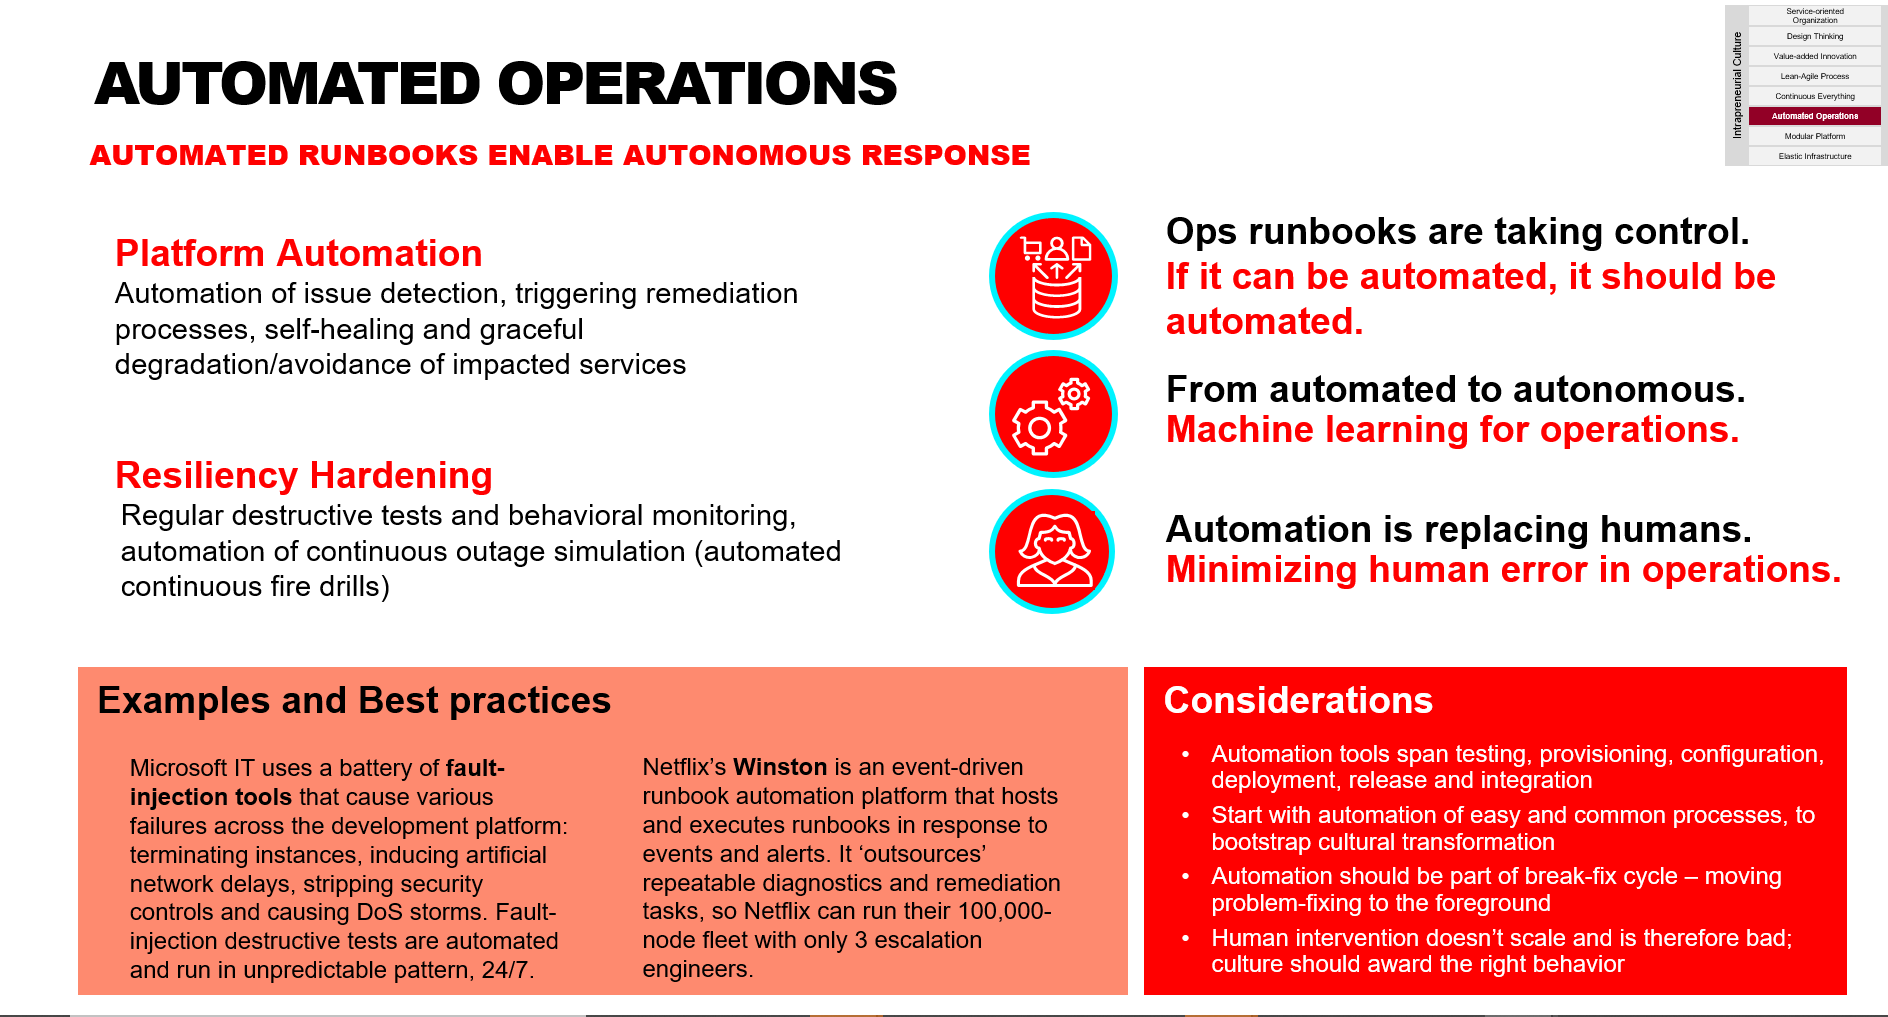 AUTOMATED OPERATIONS
AUTOMATED RUNBOOKS ENABLE AUTONOMOUS RESPONSE
Intrapreneurial Culture
Service-oriented
Organization
Design Thinking
Value-added Innovation
Lean-Agile Process
Continuous Everything
Automated Operations
Modular Platform
Elastic Infrastructure
Platform Automation
Automation of issue detection, triggering remediation
processes, self-healing and graceful
degradation/avoidance of impacted services
Resiliency Hardening
Regular destructive tests and behavioral monitoring,
automation of continuous outage simulation (automated
continuous fire drills)
Ops runbooks are taking control.
If it can be automated, it should be
automated.
From automated to autonomous.
Machine learning for operations.
Automation is replacing humans.
Minimizing human error in operations.
Examples and Best practices
Microsoft IT uses a battery of fault-
injection tools that cause various
failures across the development platform:
terminating instances, inducing artificial
network delays, stripping security
controls and causing DoS storms. Fault-
injection destructive tests are automated
and run in unpredictable pattern, 24/7.
Netflix’s Winston is an event-driven
runbook automation platform that hosts
and executes runbooks in response to
events and alerts. It ‘outsources’
repeatable diagnostics and remediation
tasks, so Netflix can run their 100,000-
node fleet with only 3 escalation
engineers.
Considerations
• Automation tools span testing, provisioning, configuration,
deployment, release and integration
• Start with automation of easy and common processes, to
bootstrap cultural transformation
• Automation should be part of break-fix cycle – moving
problem-fixing to the foreground
• Human intervention doesn’t scale and is therefore bad;
culture should award the right behavior